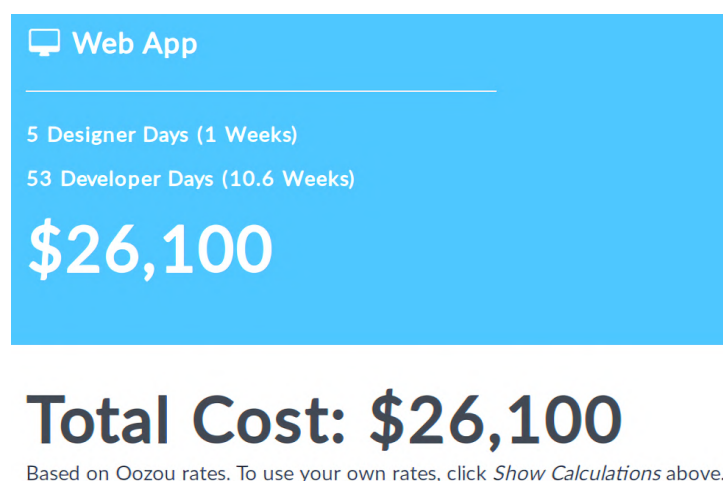 Web App
5 Designer Days (1 Weeks)
53 Developer Days (10.6 Weeks)
$26,100
Total Cost: $26,100
Based on Oozou rates. To use your own rates, click Show Calculations above.